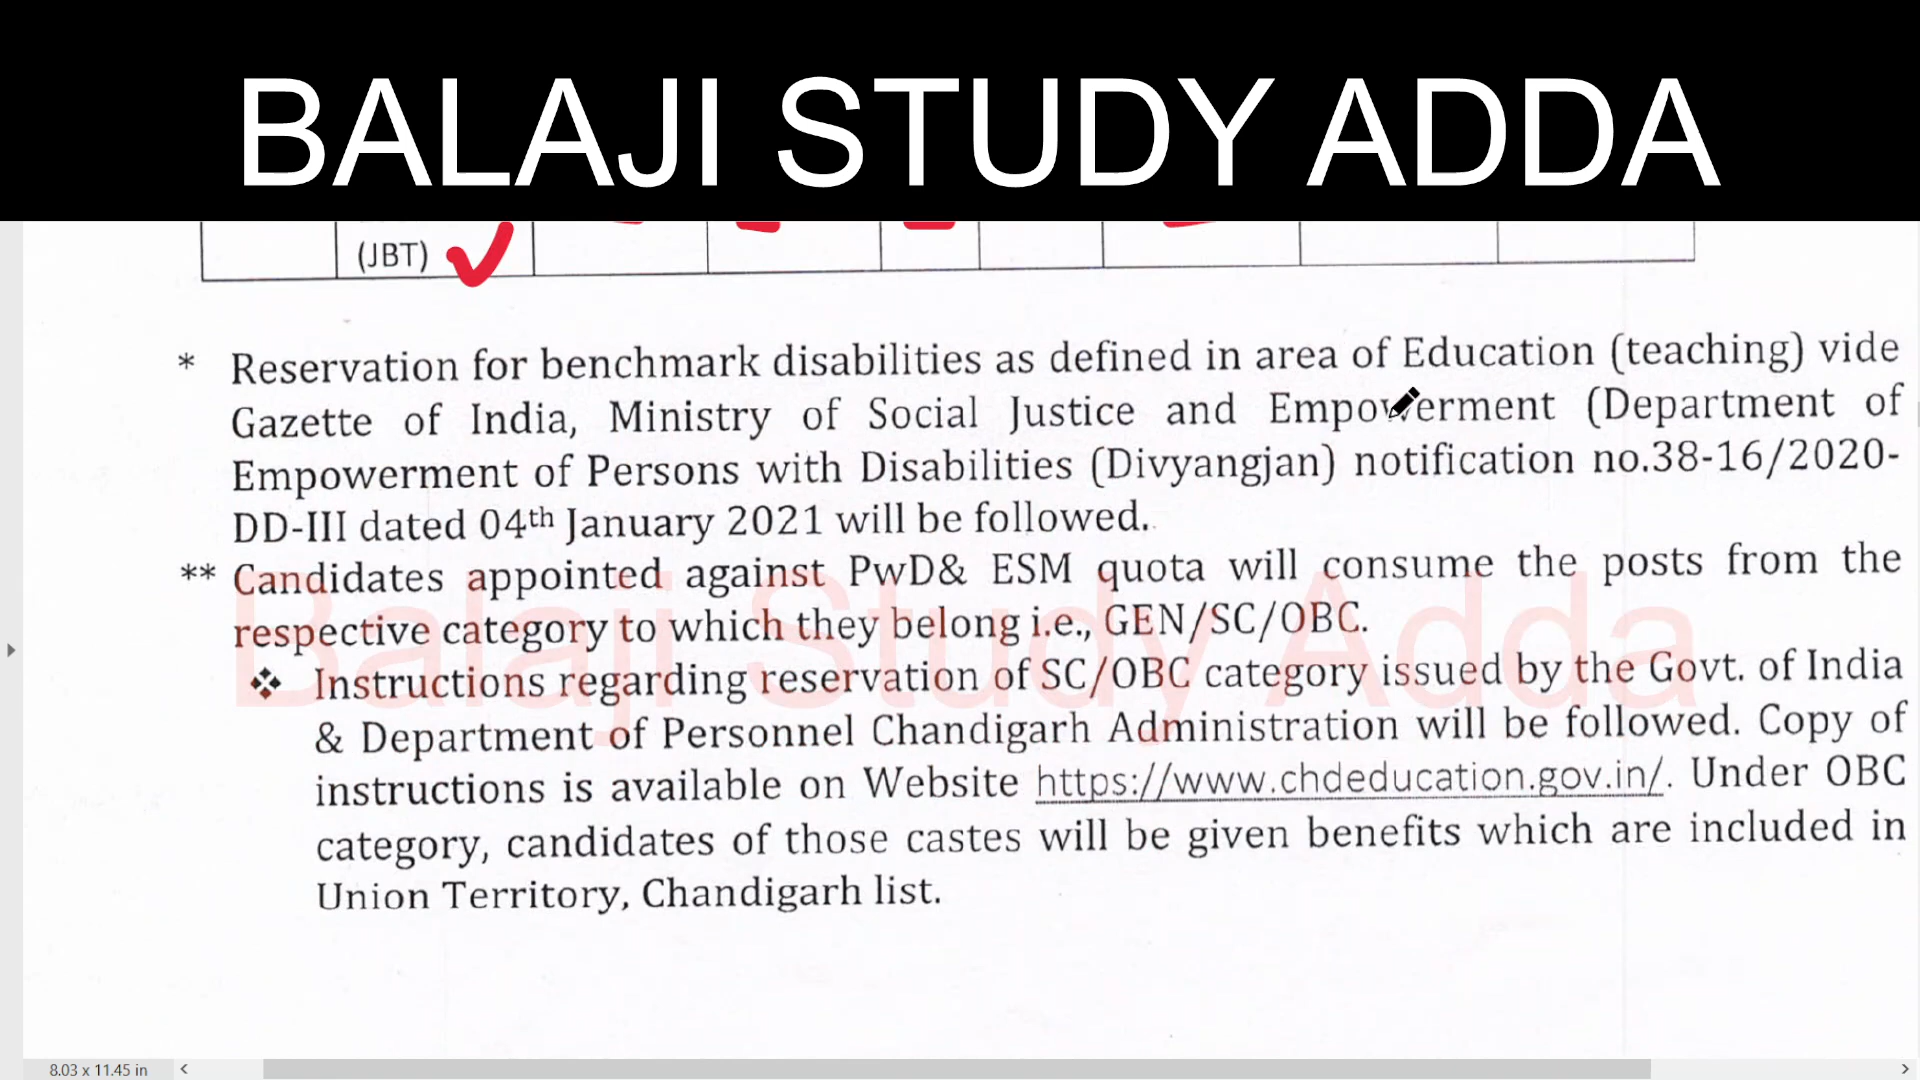 BALAJI STUDY ADDA
(JBT)
* Reservation for benchmark disabilities as defined in area of Education (teaching) vide
Gazette of India, Ministry of Social Justice and Empowerment (Department of
Empowerment of Persons with Disabilities (Divyangjan) notification no.38-16/2020-
DD-III dated 04th January 2021 will be followed.
** Candidates appointed against PwD& ESM quota will consume the posts from the
respective category to which they belong i.e., GEN/SC/OBC.
❖ Instructions regarding reservation of SC/OBC category issued by the Govt. of India
& Department of Personnel Chandigarh Administration will be followed. Copy of
instructions is available on Website https://www.chdeducation.gov.in/. Under OBC
category, candidates of those castes will be given benefits which are included in
Union Territory, Chandigarh list.
Balaji Study Adda
8.03 x 11.45 in